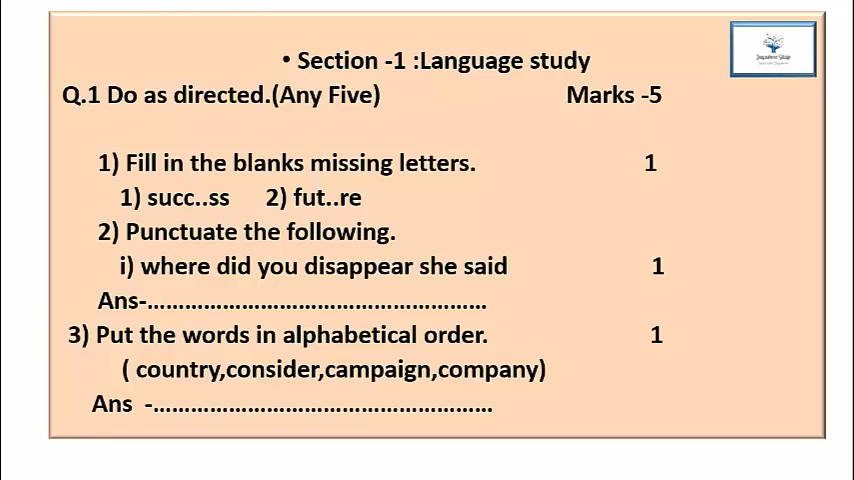 • Section -1 :Language study
Q.1 Do as directed.(Any Five) Marks -5
1) Fill in the blanks missing letters. 1
1) succ..ss 2) fut..re
2) Punctuate the following.
i) where did you disappear she said 1
Ans-......................................................
3) Put the words in alphabetical order. 1
( country,consider,campaign,company)
Ans -......................................................